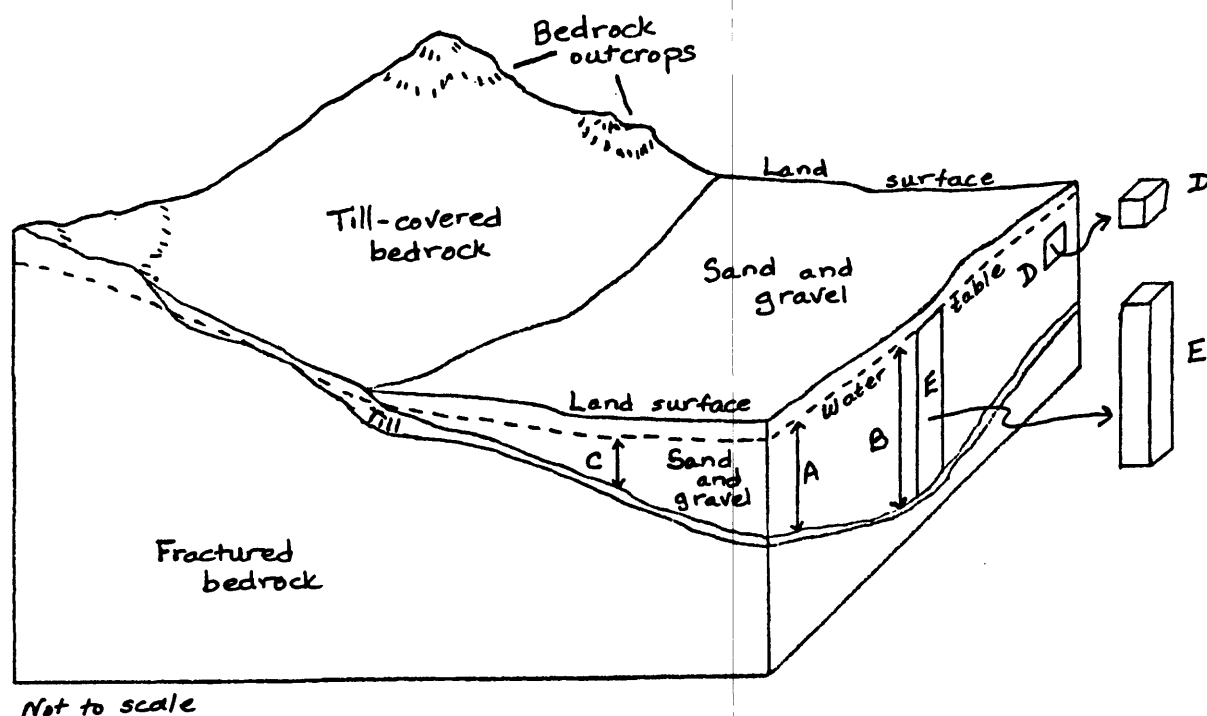 Bedrock
outcrops
Land surface
D
Till-covered
bedrock
Sand and
gravel
table
D
E
Water
E
Land surface
B
Till
C
Sand
and
gravel
A
Fractured
bedrock
Not to scale